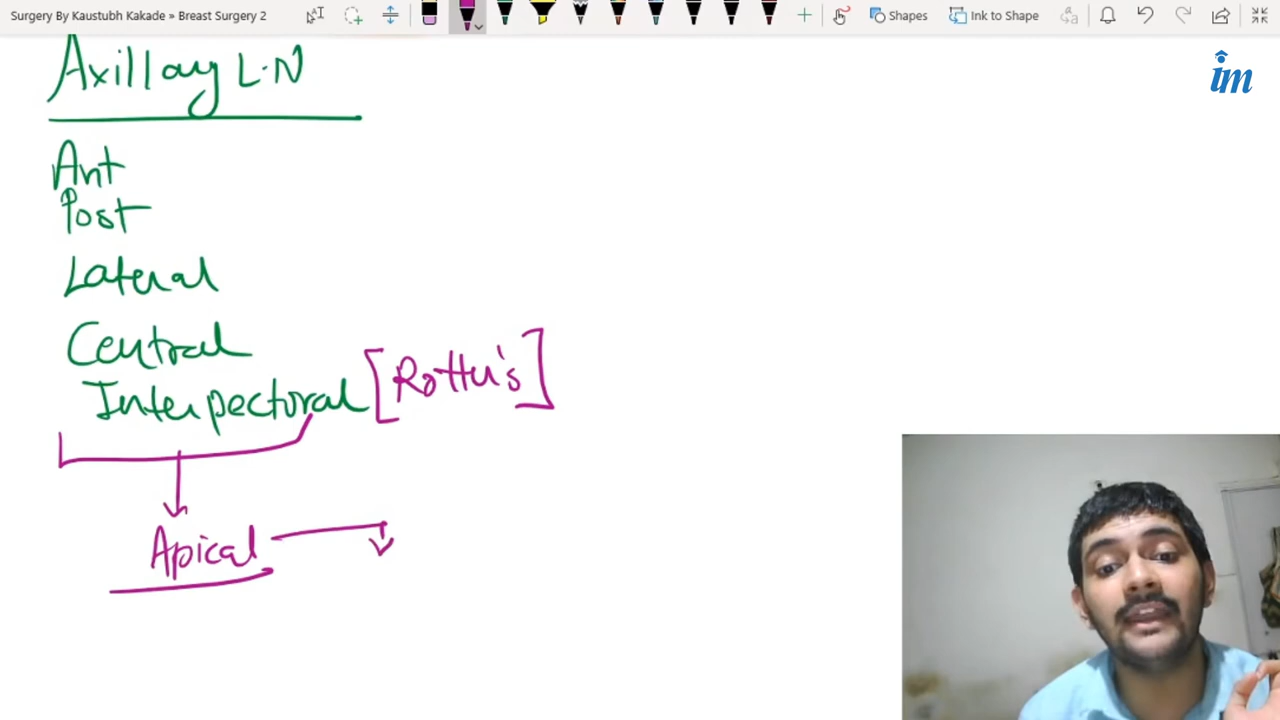 Surgery By Kaustubh Kakade » Breast Surgery 2
Shapes
Ink to Shape
im
Axillary L.N
Ant
Post
Lateral
Central
Interpectoral [Rotter's]
Apical